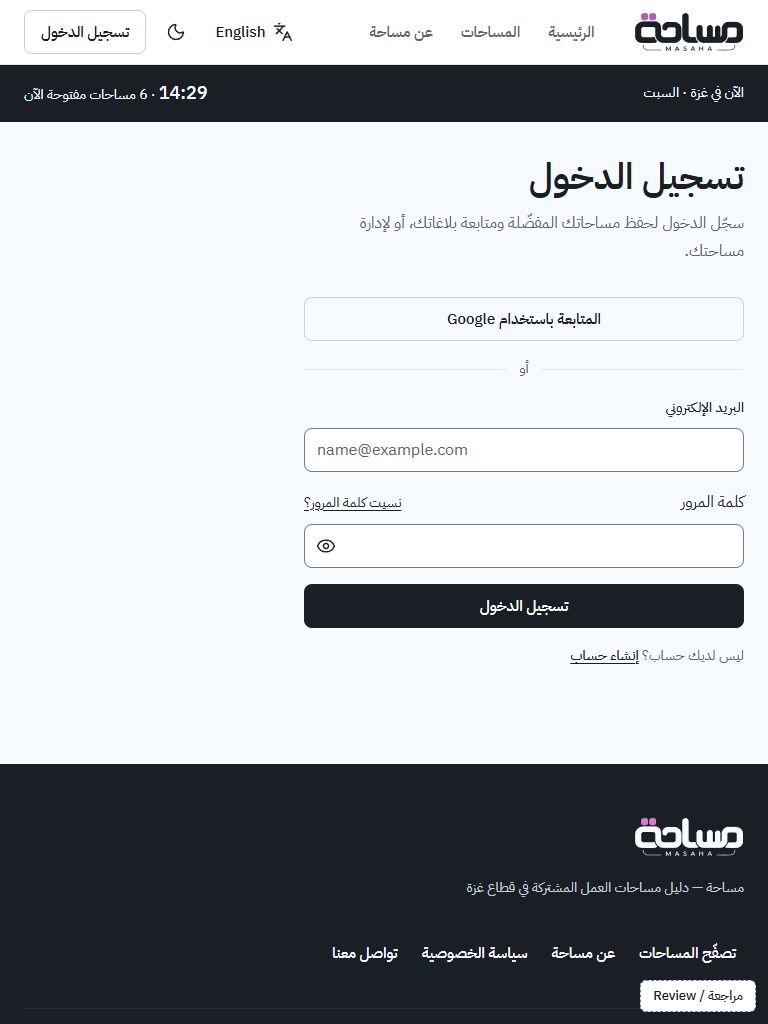 مساحة
MASAHA
الرئيسية
المساحات
عن مساحة
English
تسجيل الدخول
الآن في غزة · السبت
14:29 · 6 مساحات مفتوحة الآن
تسجيل الدخول
سجّل الدخول لحفظ مساحاتك المفضّلة ومتابعة بلاغاتك، أو لإدارة
مساحتك.
المتابعة باستخدام Google
أو
البريد الإلكتروني
name@example.com
كلمة المرور
نسيت كلمة المرور؟
تسجيل الدخول
ليس لديك حساب؟ إنشاء حساب
مساحة
MASAHA
مساحة — دليل مساحات العمل المشتركة في قطاع غزة
تصفّح المساحات
عن مساحة
سياسة الخصوصية
تواصل معنا
مراجعة / Review